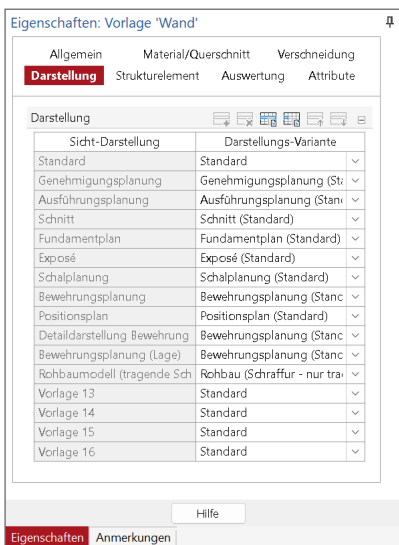 Eigenschaften: Vorlage 'Wand'
Allgemein Material/Querschnitt Verschneidung
Darstellung Strukturelement Auswertung Attribute
Darstellung
Sicht-Darstellung Darstellungs-Variante
Standard Standard
Genehmigungsplanung Genehmigungsplanung (Sta
Ausführungsplanung Ausführungsplanung (Stand
Schnitt Schnitt (Standard)
Fundamentplan Fundamentplan (Standard)
Exposé Exposé (Standard)
Schalplanung Schalplanung (Standard)
Bewehrungsplanung Bewehrungsplanung (Stanc
Positionsplan Positionsplan (Standard)
Detaildarstellung Bewehrung Bewehrungsplanung (Stanc
Bewehrungsplanung (Lage) Bewehrungsplanung (Stanc
Rohbaumodell (tragende Sch Rohbau (Schraffur - nur tra
Vorlage 13 Standard
Vorlage 14 Standard
Vorlage 15 Standard
Vorlage 16 Standard
Hilfe
Eigenschaften Anmerkungen